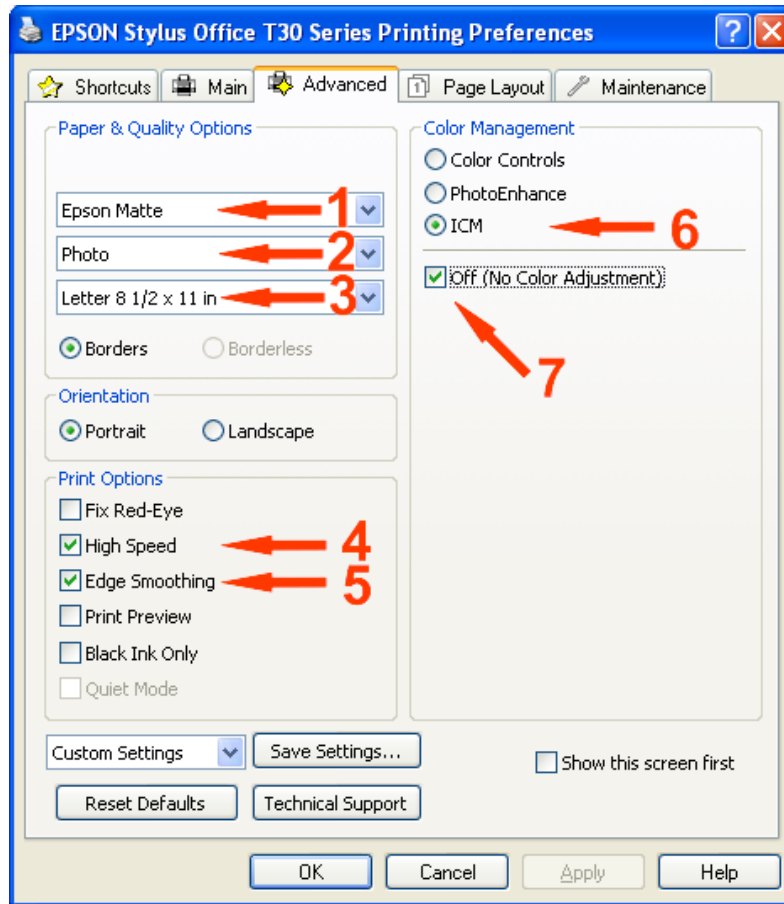 EPSON Stylus Office T30 Series Printing Preferences
?
Shortcuts
Main
Advanced
1
Page Layout
Maintenance
Paper & Quality Options
Epson Matte
1
Photo
2
Letter 8 1/2 x 11 in
3
Borders
Borderless
Orientation
Portrait
Landscape
Print Options
Fix Red-Eye
High Speed
4
Edge Smoothing
5
Print Preview
Black Ink Only
Quiet Mode
Color Management
Color Controls
PhotoEnhance
ICM
6
Off (No Color Adjustment)
7
Custom Settings
Save Settings...
Show this screen first
Reset Defaults
Technical Support
OK
Cancel
Apply
Help